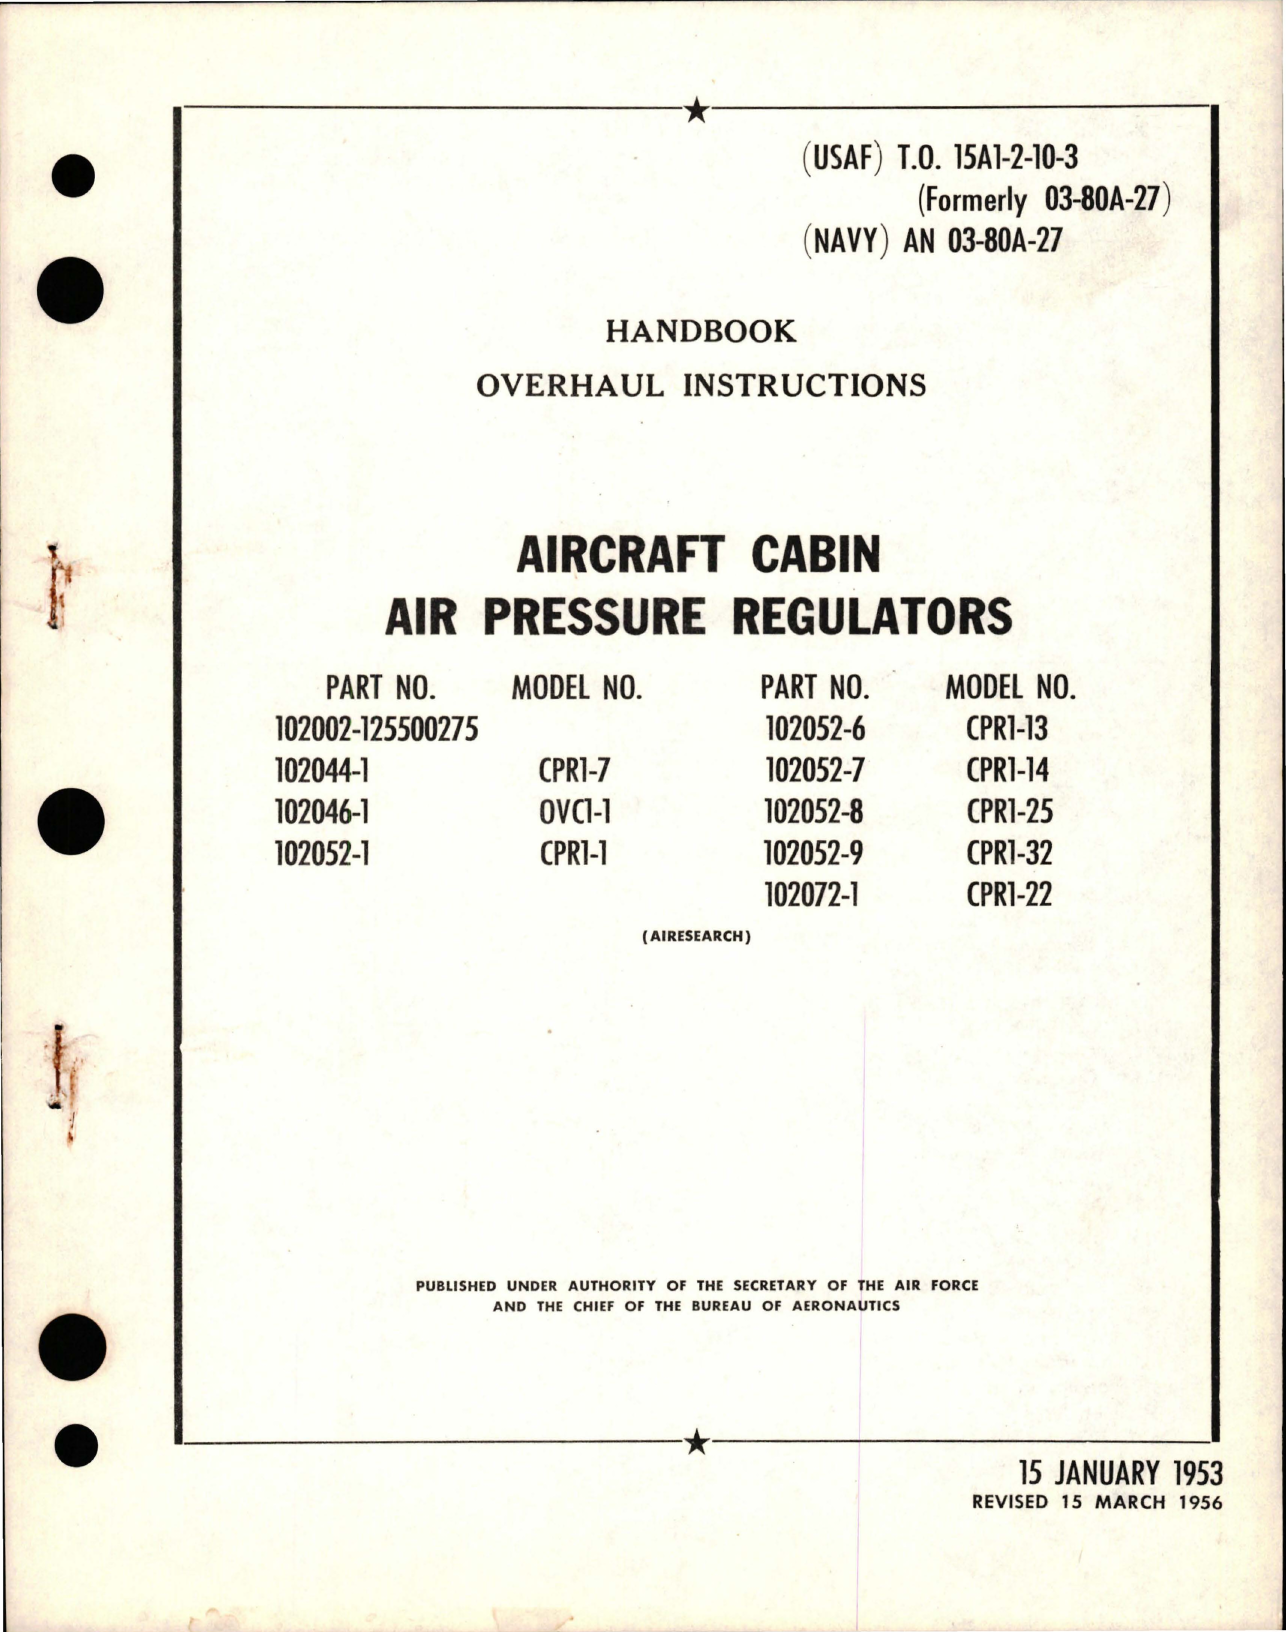 (USAF) T.O. 15A1-2-10-3
(Formerly 03-80A-27)
(NAVY) AN 03-80A-27
HANDBOOK
OVERHAUL INSTRUCTIONS
AIRCRAFT CABIN
AIR PRESSURE REGULATORS
PART NO. MODEL NO. PART NO. MODEL NO.
102002-125500275 102052-6 CPR1-13
102044-1 CPR1-7 102052-7 CPR1-14
102046-1 OVC1-1 102052-8 CPR1-25
102052-1 CPR1-1 102052-9 CPR1-32
102072-1 CPR1-22
(AIRESEARCH)
PUBLISHED UNDER AUTHORITY OF THE SECRETARY OF THE AIR FORCE
AND THE CHIEF OF THE BUREAU OF AERONAUTICS
15 JANUARY 1953
REVISED 15 MARCH 1956